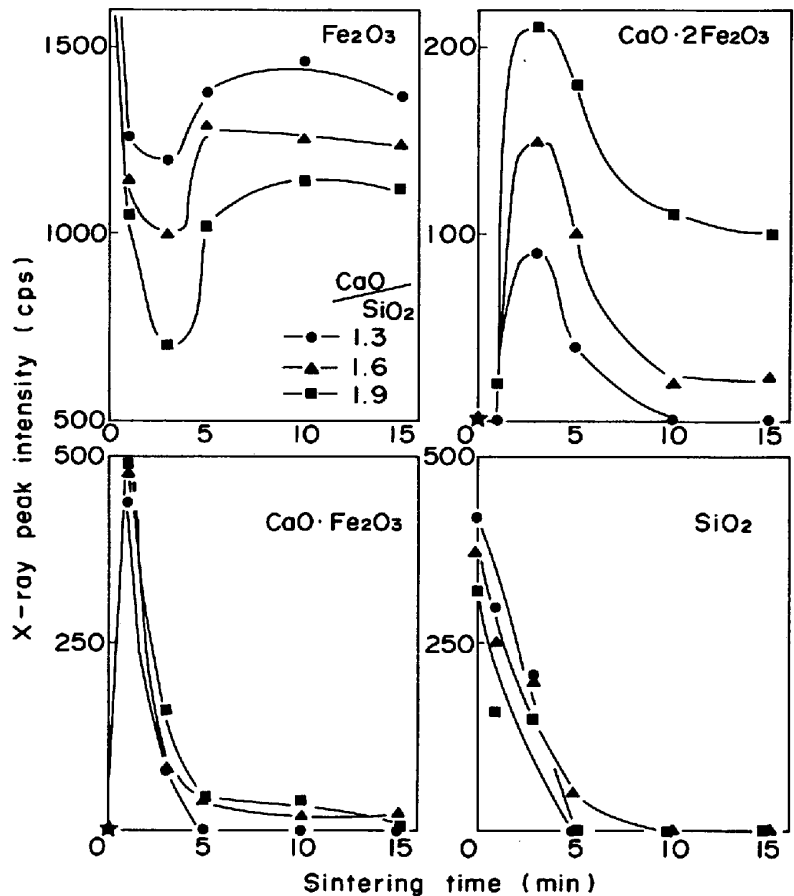 Fe2O3
CaO·2Fe2O3
1500
1000
500
0 5 10 15
CaO
SiO2
1.3
1.6
1.9
200
100
0 5 10 15
X-ray peak intensity (cps)
CaO·Fe2O3
SiO2
500
250
0 5 10 15
500
250
0 5 10 15
Sintering time (min)